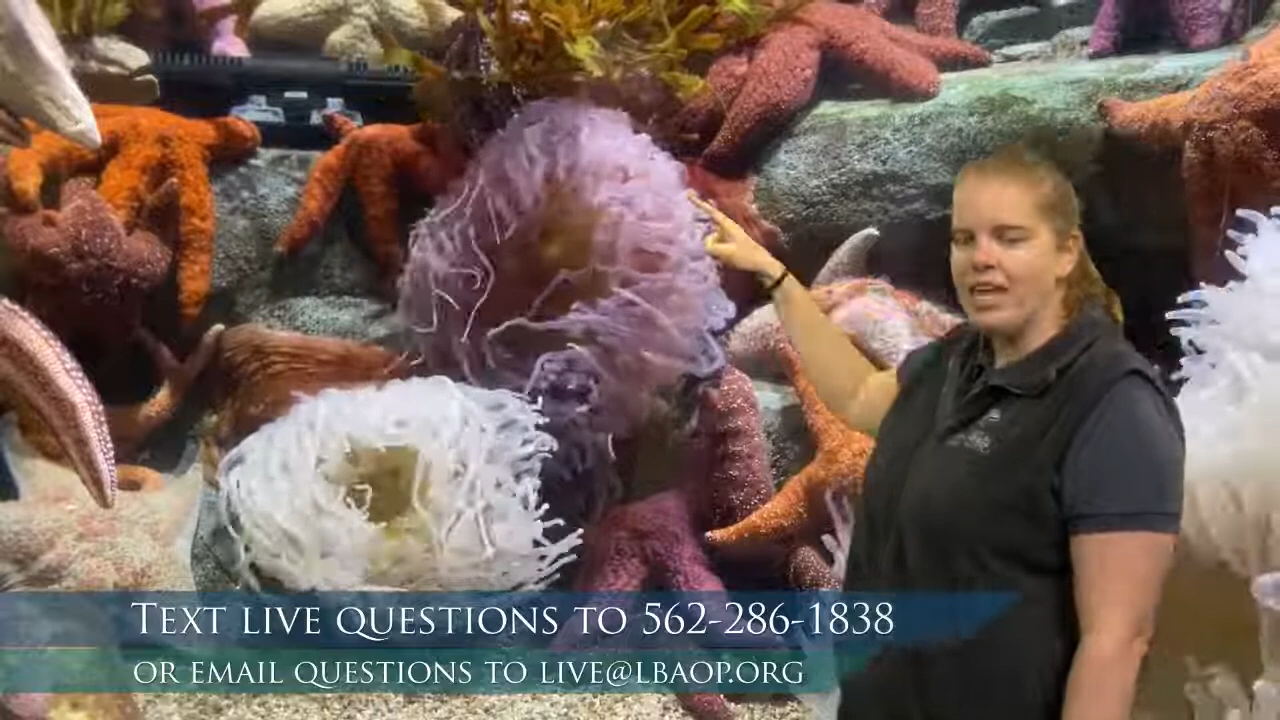 Text live questions to 562-286-1838
or email questions to live@lbaop.org